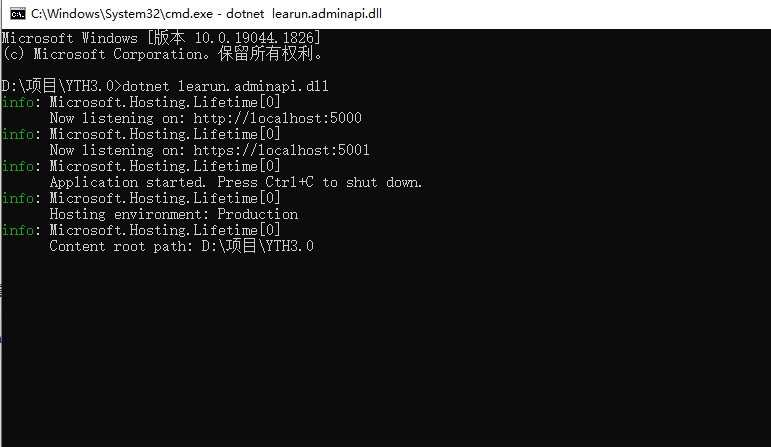 C:\Windows\System32\cmd.exe - dotnet  learun.adminapi.dll
Microsoft Windows [版本 10.0.19044.1826]
(c) Microsoft Corporation。保留所有权利。
D:\项目\YTH3.0>dotnet learun.adminapi.dll
info: Microsoft.Hosting.Lifetime[0]
Now listening on: http://localhost:5000
info: Microsoft.Hosting.Lifetime[0]
Now listening on: https://localhost:5001
info: Microsoft.Hosting.Lifetime[0]
Application started. Press Ctrl+C to shut down.
info: Microsoft.Hosting.Lifetime[0]
Hosting environment: Production
info: Microsoft.Hosting.Lifetime[0]
Content root path: D:\项目\YTH3.0